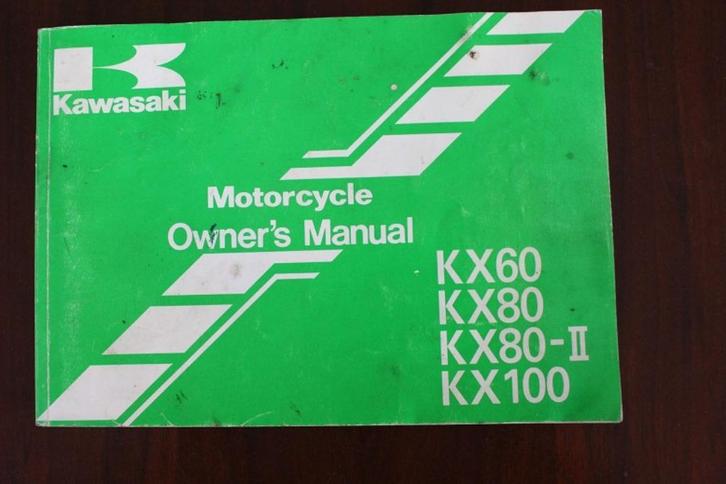 Kawasaki
Motorcycle
Owner's Manual
KX60
KX80
KX80-II
KX100